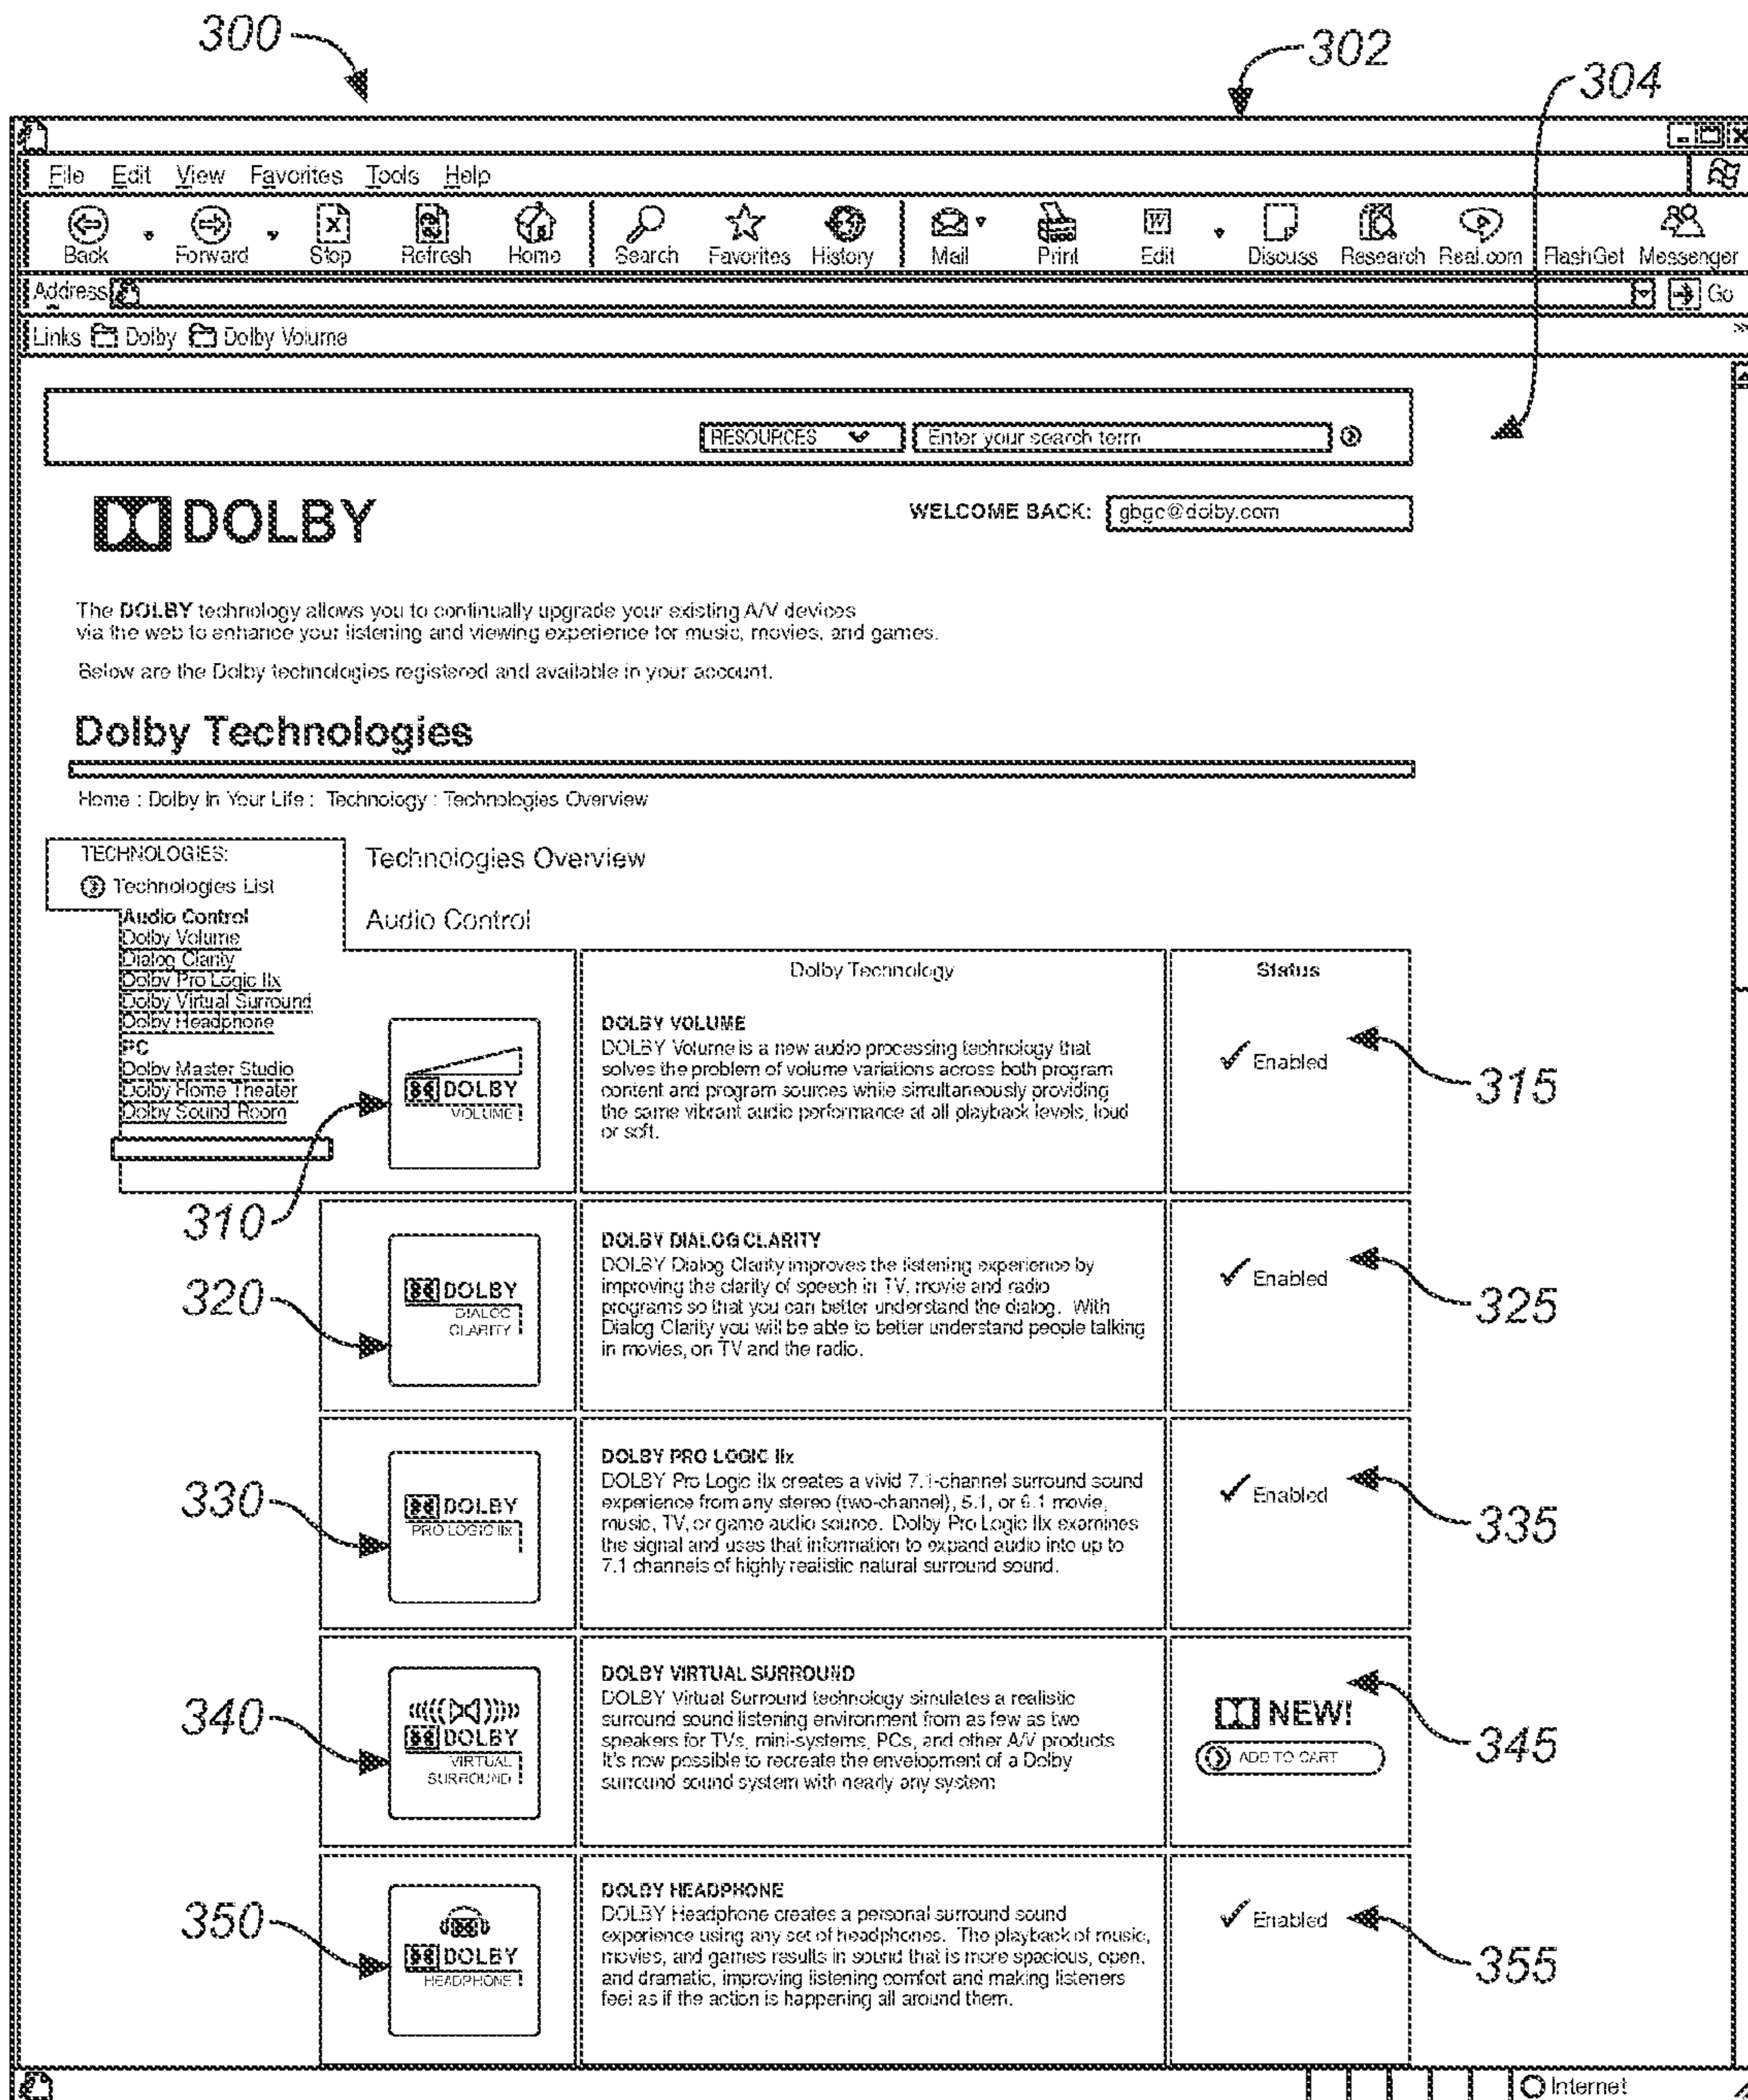 300
302
304
File Edit View Favorites Tools Help
Back Forward Stop Refresh Home Search Favorites History Mail Print Edit Discuss Research Real.com FlashGet Messenger
Address Go
Links Dolby Dolby Volume
RESOURCES Enter your search term
DOLBY
WELCOME BACK: gbgc@dolby.com
The DOLBY technology allows you to continually upgrade your existing A/V devices
via the web to enhance your listening and viewing experience for music, movies, and games.
Below are the Dolby technologies registered and available in your account.
Dolby Technologies
Home : Dolby in Your Life : Technology : Technologies Overview
TECHNOLOGIES:
Technologies List
Audio Control
Dolby Volume
Dialog Clarity
Dolby Pro Logic IIx
Dolby Virtual Surround
Dolby Headphone
PC
Dolby Master Studio
Dolby Home Theater
Dolby Sound Room
Technologies Overview
Audio Control
Dolby Technology
Status
310
DOLBY
VOLUME
DOLBY VOLUME
DOLBY Volume is a new audio processing technology that
solves the problem of volume variations across both program
content and program sources while simultaneously providing
the same vibrant audio performance at all playback levels, loud
or soft.
Enabled
315
320
DOLBY
DIALOG
CLARITY
DOLBY DIALOG CLARITY
DOLBY Dialog Clarity improves the listening experience by
improving the clarity of speech in TV, movie and radio
programs so that you can better understand the dialog. With
Dialog Clarity you will be able to better understand people talking
in movies, on TV and the radio.
Enabled
325
330
DOLBY
PRO LOGIC IIx
DOLBY PRO LOGIC IIx
DOLBY Pro Logic IIx creates a vivid 7.1-channel surround sound
experience from any stereo (two-channel), 5.1, or 6.1 movie,
music, TV, or game audio source. Dolby Pro Logic IIx examines
the signal and uses that information to expand audio into up to
7.1 channels of highly realistic natural surround sound.
Enabled
335
340
DOLBY
VIRTUAL
SURROUND
DOLBY VIRTUAL SURROUND
DOLBY Virtual Surround technology simulates a realistic
surround sound listening environment from as few as two
speakers for TVs, mini-systems, PCs, and other A/V products
It's now possible to recreate the envelopment of a Dolby
surround sound system with nearly any system
NEW!
ADD TO CART
345
350
DOLBY
HEADPHONE
DOLBY HEADPHONE
DOLBY Headphone creates a personal surround sound
experience using any set of headphones. The playback of music,
movies, and games results in sound that is more spacious, open,
and dramatic, improving listening comfort and making listeners
feel as if the action is happening all around them.
Enabled
355
Internet